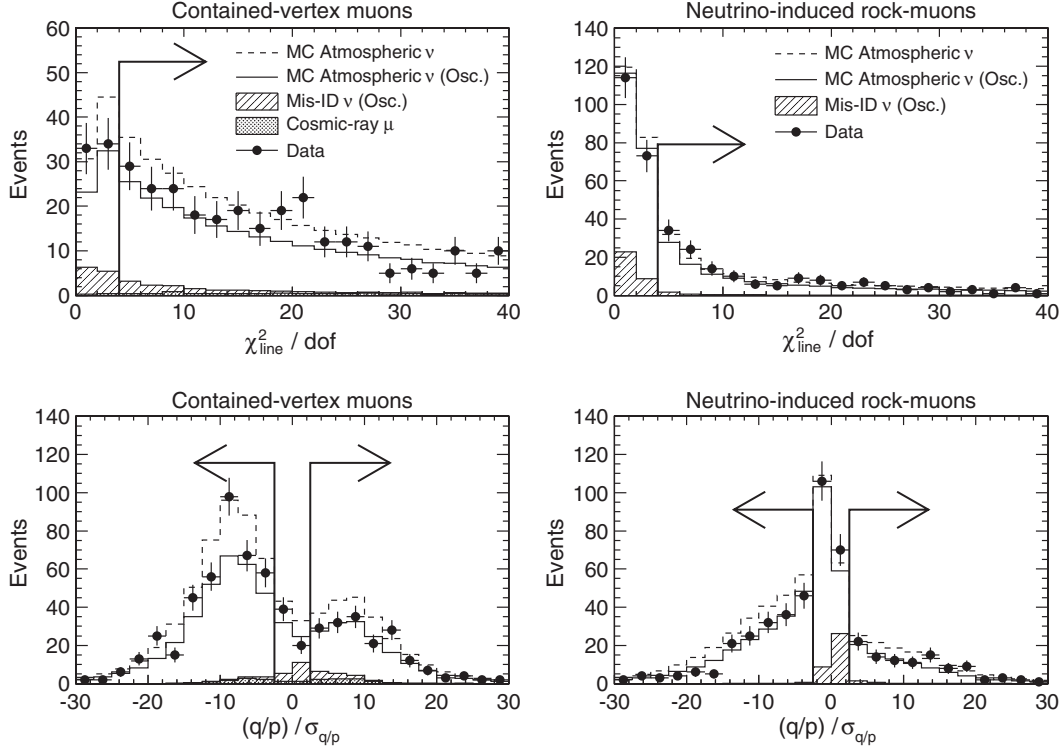 Contained-vertex muons
60
50
40
30
20
10
0
Events
MC Atmospheric ν
MC Atmospheric ν (Osc.)
Mis-ID ν (Osc.)
Cosmic-ray μ
Data
0 10 20 30 40
χ²line / dof
Neutrino-induced rock-muons
140
120
100
80
60
40
20
0
Events
MC Atmospheric ν
MC Atmospheric ν (Osc.)
Mis-ID ν (Osc.)
Data
0 10 20 30 40
χ²line / dof
Contained-vertex muons
140
120
100
80
60
40
20
0
Events
-30 -20 -10 0 10 20 30
(q/p) / σq/p
Neutrino-induced rock-muons
140
120
100
80
60
40
20
0
Events
-30 -20 -10 0 10 20 30
(q/p) / σq/p